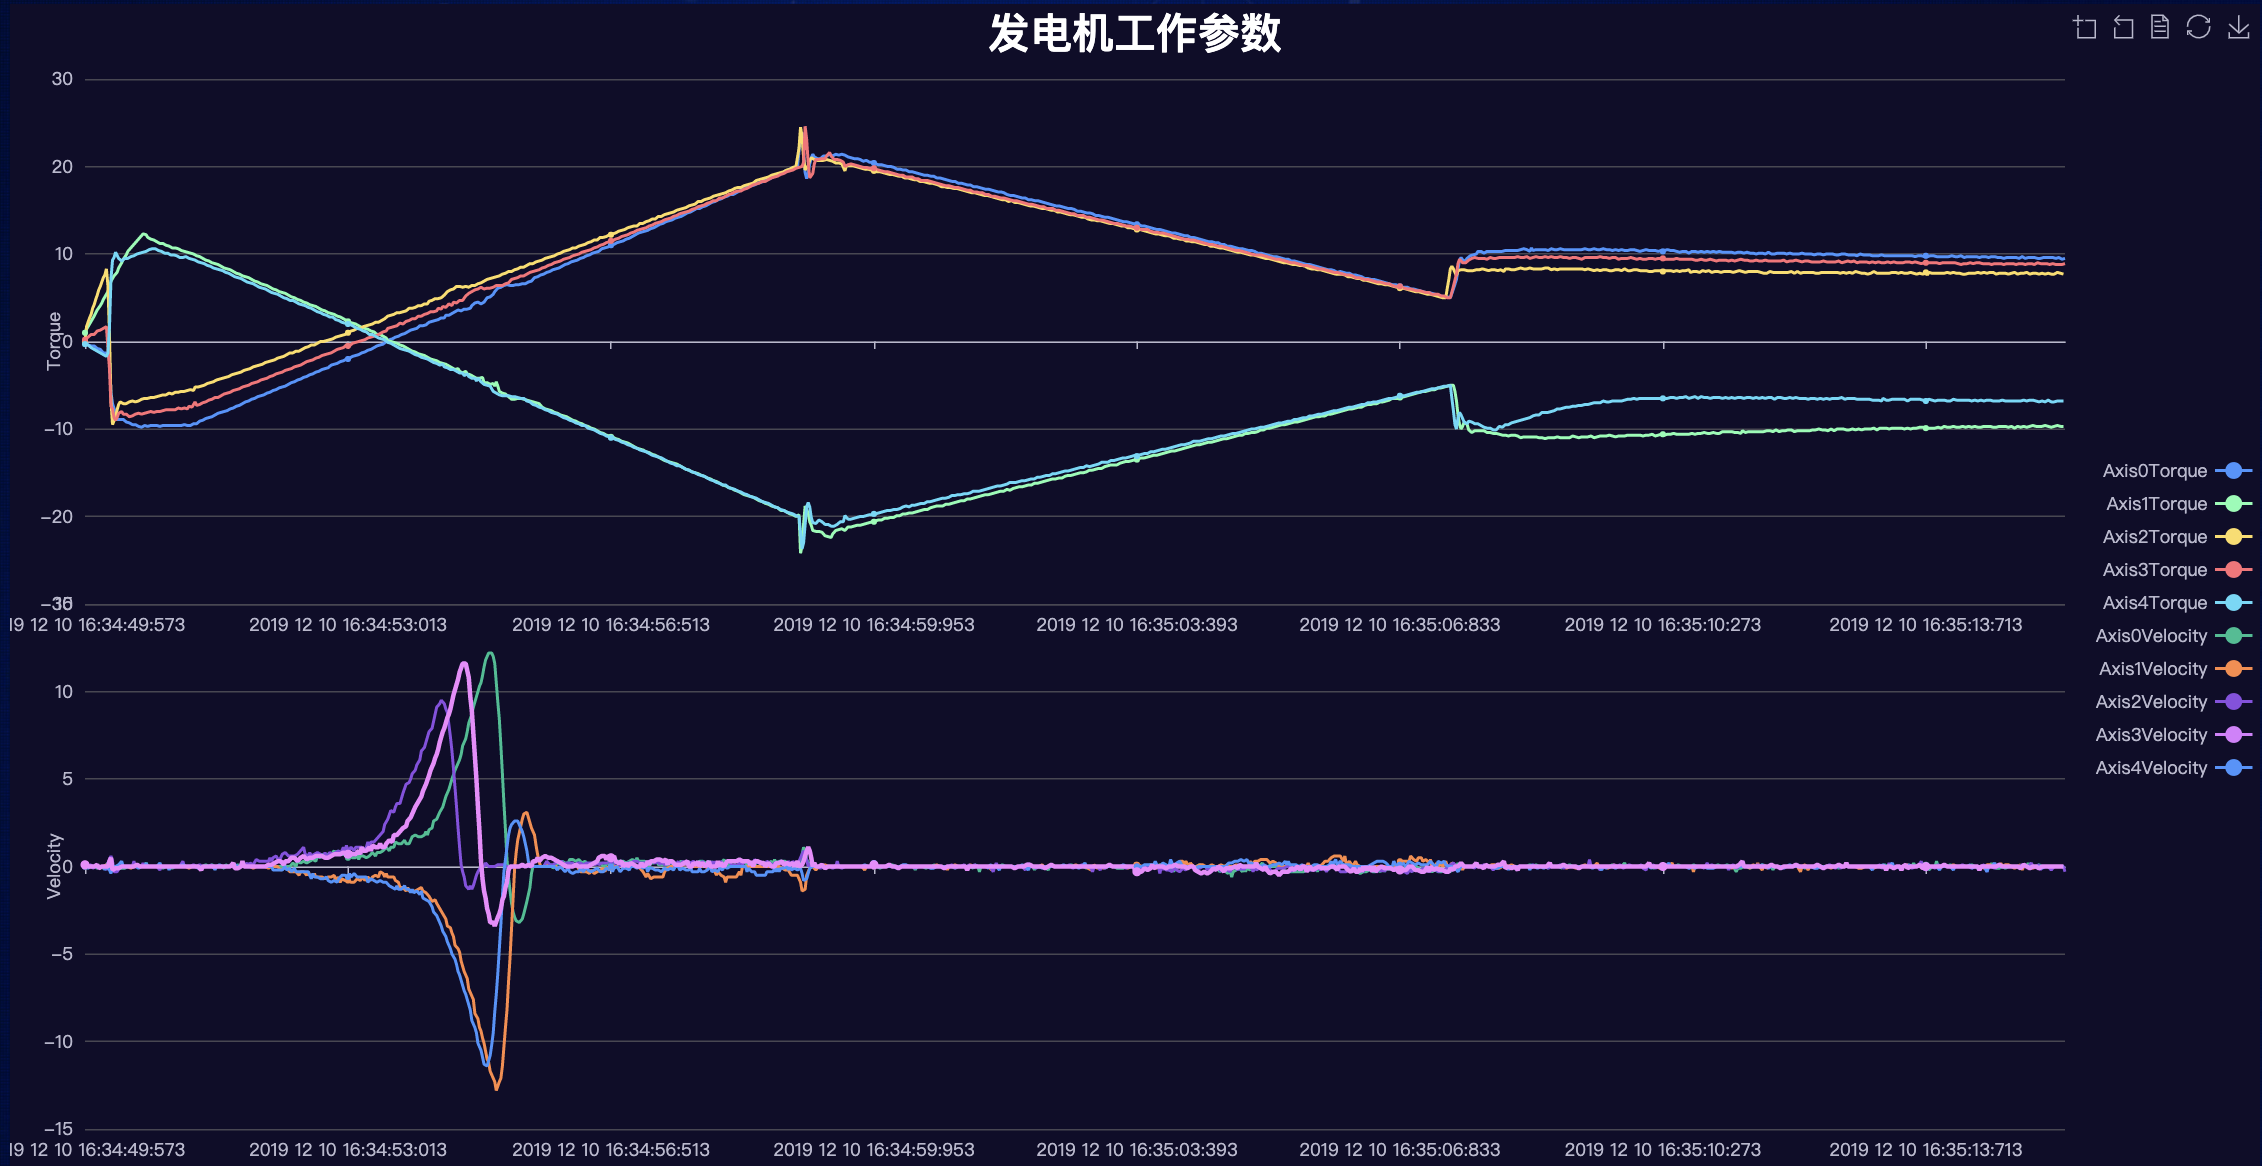 发电机工作参数
30
20
10
0
Torque
−10
−20
−30
19 12 10 16:34:49:573
2019 12 10 16:34:53:013
2019 12 10 16:34:56:513
2019 12 10 16:34:59:953
2019 12 10 16:35:03:393
2019 12 10 16:35:06:833
2019 12 10 16:35:10:273
2019 12 10 16:35:13:713
10
5
0
Velocity
−5
−10
−15
19 12 10 16:34:49:573
2019 12 10 16:34:53:013
2019 12 10 16:34:56:513
2019 12 10 16:34:59:953
2019 12 10 16:35:03:393
2019 12 10 16:35:06:833
2019 12 10 16:35:10:273
2019 12 10 16:35:13:713
Axis0Torque
Axis1Torque
Axis2Torque
Axis3Torque
Axis4Torque
Axis0Velocity
Axis1Velocity
Axis2Velocity
Axis3Velocity
Axis4Velocity